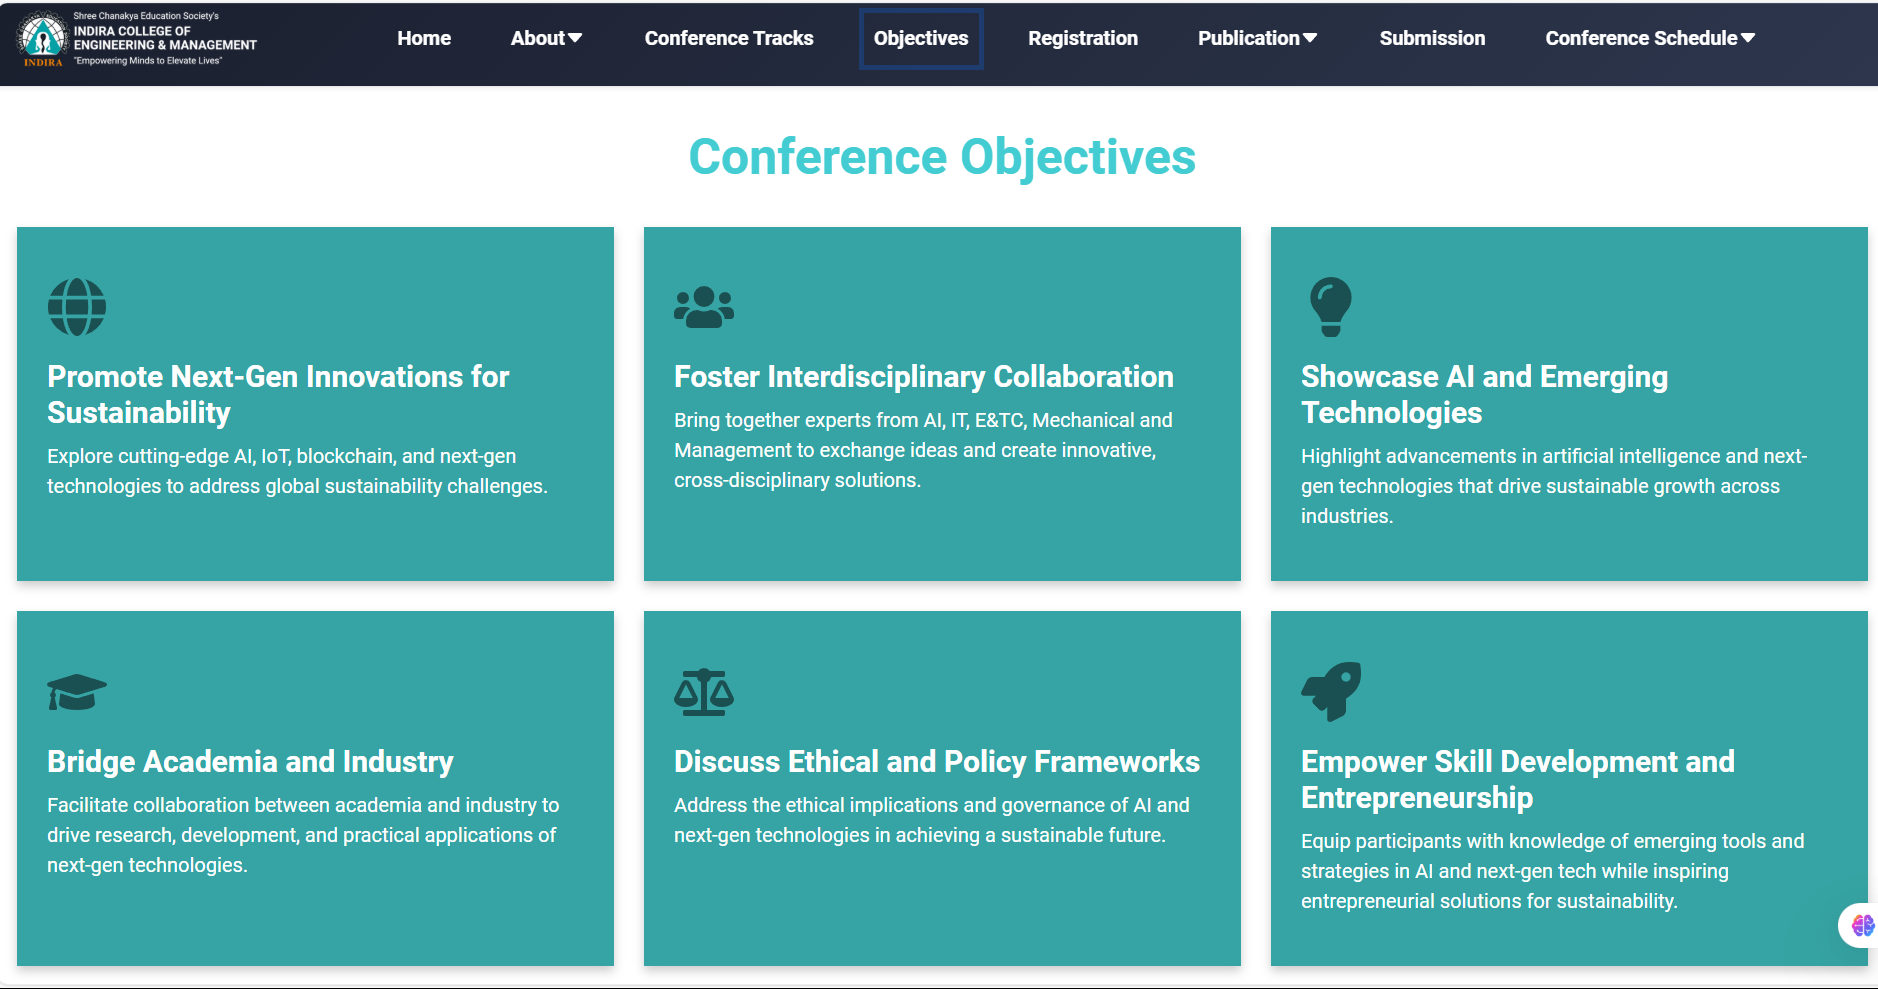 Shree Chanakya Education Society's
INDIRA COLLEGE OF
ENGINEERING & MANAGEMENT
"Empowering Minds to Elevate Lives"
INDIRA
Home
About
Conference Tracks
Objectives
Registration
Publication
Submission
Conference Schedule
Conference Objectives
Promote Next-Gen Innovations for
Sustainability
Explore cutting-edge AI, IoT, blockchain, and next-gen
technologies to address global sustainability challenges.
Foster Interdisciplinary Collaboration
Bring together experts from AI, IT, E&TC, Mechanical and
Management to exchange ideas and create innovative,
cross-disciplinary solutions.
Showcase AI and Emerging
Technologies
Highlight advancements in artificial intelligence and next-
gen technologies that drive sustainable growth across
industries.
Bridge Academia and Industry
Facilitate collaboration between academia and industry to
drive research, development, and practical applications of
next-gen technologies.
Discuss Ethical and Policy Frameworks
Address the ethical implications and governance of AI and
next-gen technologies in achieving a sustainable future.
Empower Skill Development and
Entrepreneurship
Equip participants with knowledge of emerging tools and
strategies in AI and next-gen tech while inspiring
entrepreneurial solutions for sustainability.